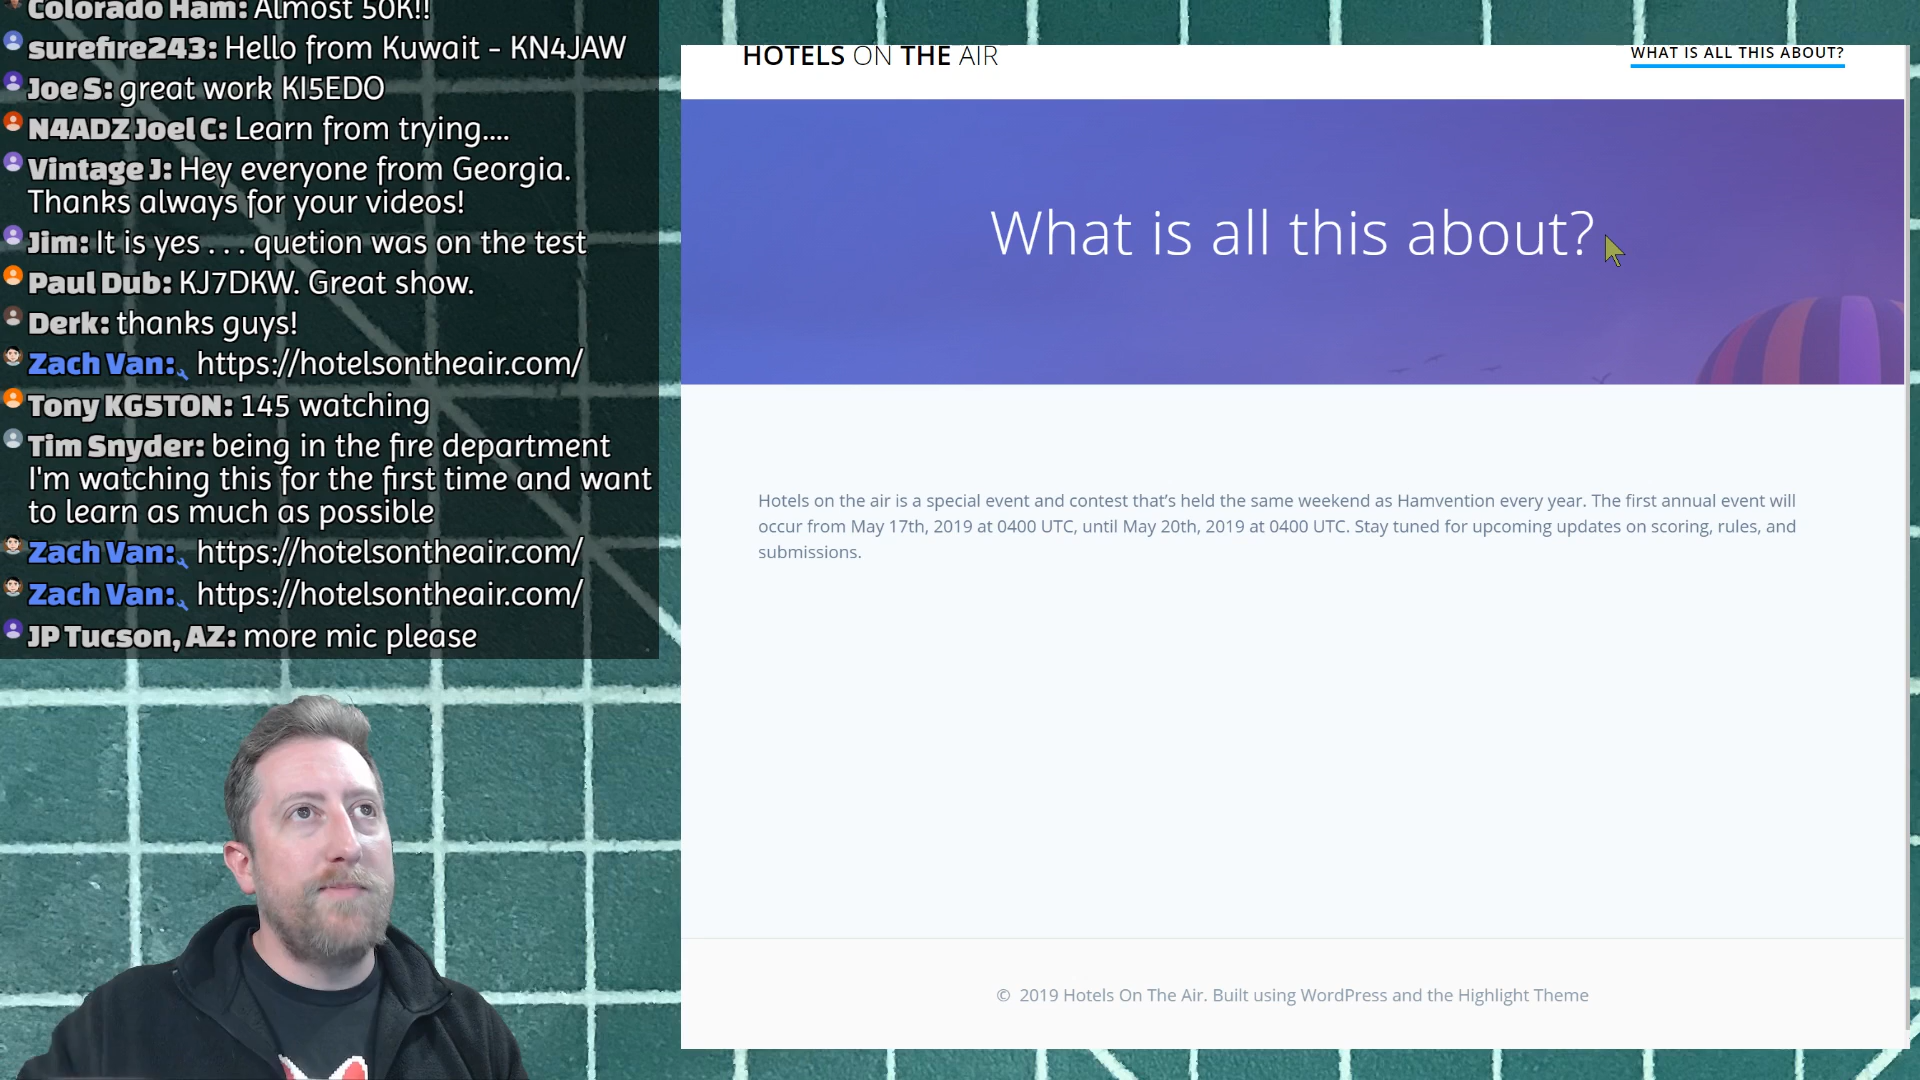 Colorado Ham: Almost 50K!!
surefire243: Hello from Kuwait - KN4JAW
Joe S: great work KI5EDO
N4ADZ Joel C: Learn from trying....
Vintage J: Hey everyone from Georgia.
Thanks always for your videos!
Jim: It is yes . . . quetion was on the test
Paul Dub: KJ7DKW. Great show.
Derk: thanks guys!
Zach Van: https://hotelsontheair.com/
Tony KG5TON: 145 watching
Tim Snyder: being in the fire department
I'm watching this for the first time and want
to learn as much as possible
Zach Van: https://hotelsontheair.com/
Zach Van: https://hotelsontheair.com/
JP Tucson, AZ: more mic please
HOTELS ON THE AIR
WHAT IS ALL THIS ABOUT?
What is all this about?
Hotels on the air is a special event and contest that’s held the same weekend as Hamvention every year. The first annual event will
occur from May 17th, 2019 at 0400 UTC, until May 20th, 2019 at 0400 UTC. Stay tuned for upcoming updates on scoring, rules, and
submissions.
© 2019 Hotels On The Air. Built using WordPress and the Highlight Theme